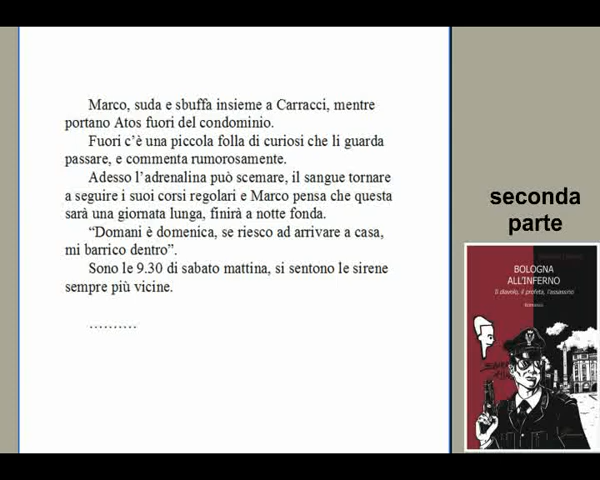 Marco, suda e sbuffa insieme a Carracci, mentre
portano Atos fuori del condominio.
Fuori c’è una piccola folla di curiosi che li guarda
passare, e commenta rumorosamente.
Adesso l’adrenalina può scemare, il sangue tornare
a seguire i suoi corsi regolari e Marco pensa che questa
sarà una giornata lunga, finirà a notte fonda.
“Domani è domenica, se riesco ad arrivare a casa,
mi barrico dentro”.
Sono le 9.30 di sabato mattina, si sentono le sirene
sempre più vicine.
..........
seconda
parte
BOLOGNA
ALL'INFERNO
Il diavolo, il profeta, l'assassino
Romanzo